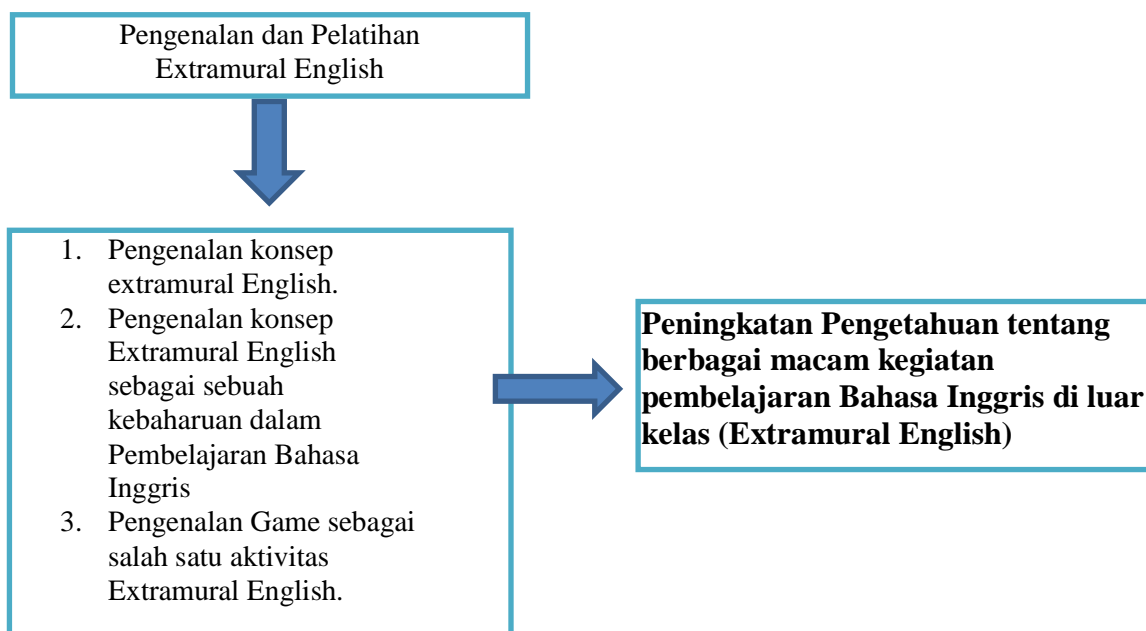 Pengenalan dan Pelatihan
Extramural English
1. Pengenalan konsep
extramural English.
2. Pengenalan konsep
Extramural English
sebagai sebuah
kebaharuan dalam
Pembelajaran Bahasa
Inggris
3. Pengenalan Game sebagai
salah satu aktivitas
Extramural English.
Peningkatan Pengetahuan tentang
berbagai macam kegiatan
pembelajaran Bahasa Inggris di luar
kelas (Extramural English)